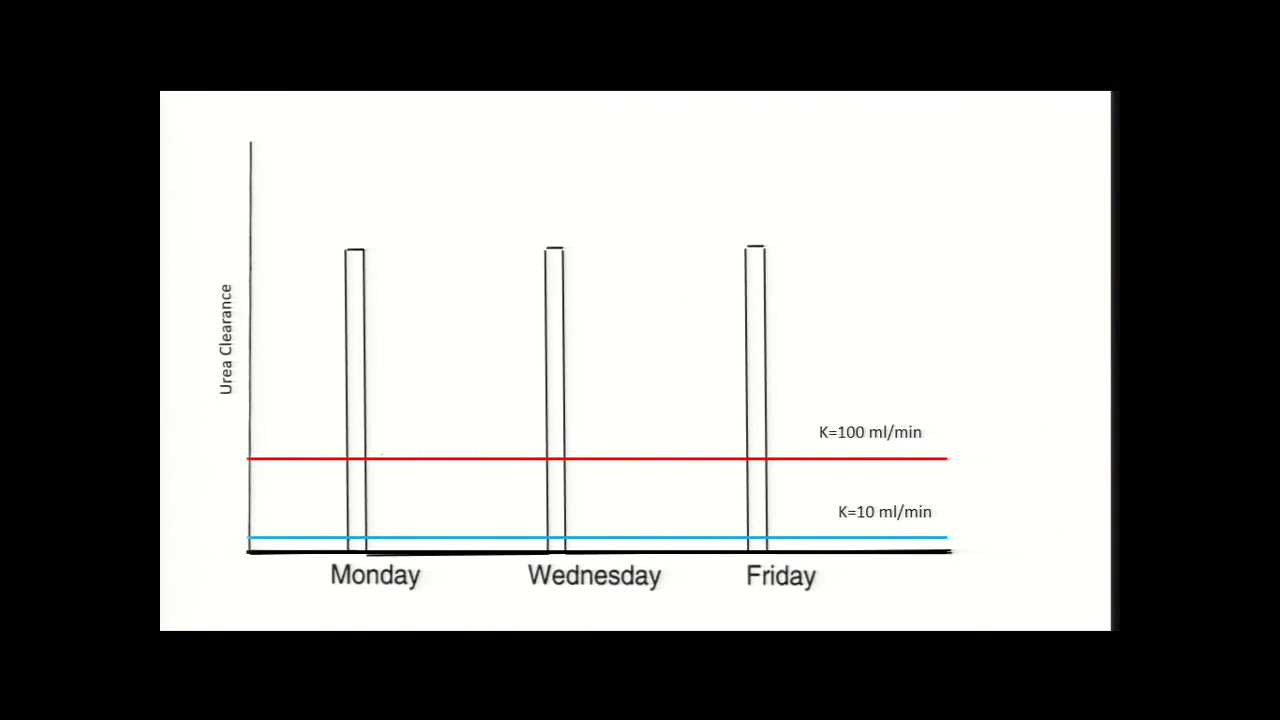 Urea Clearance
K=100 ml/min
K=10 ml/min
Monday
Wednesday
Friday